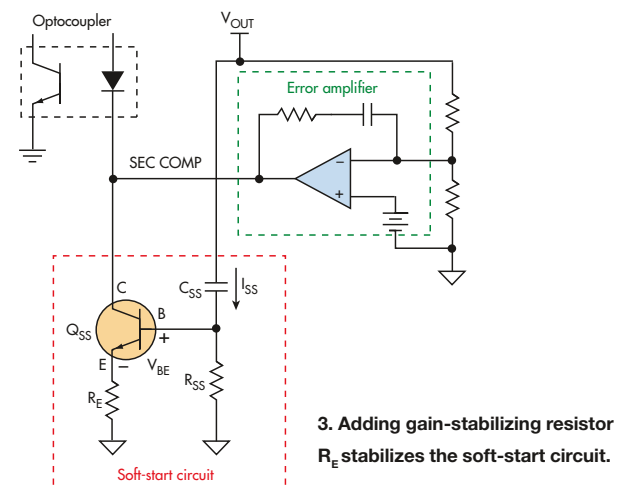 Optocoupler
VOUT
Error amplifier
SEC COMP
−
+
CSS
ISS
C
B
QSS
+
E
−
VBE
RE
RSS
Soft-start circuit
3. Adding gain-stabilizing resistor
RE stabilizes the soft-start circuit.